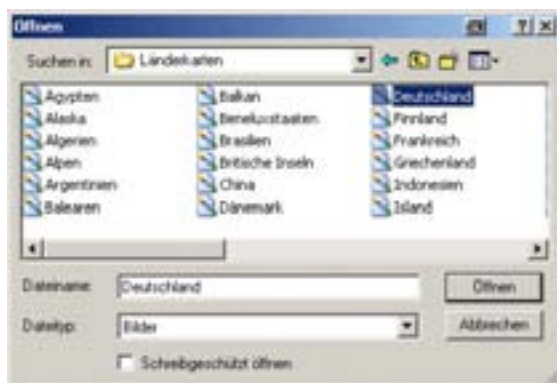 Öffnen
Suchen in: Länderkarten
Ägypten
Alaska
Algerien
Alpen
Argentinien
Balearen
Balkan
Beneluxstaaten
Brasilien
Britische Inseln
China
Dänemark
Deutschland
Finnland
Frankreich
Griechenland
Indonesien
Island
Dateiname: Deutschland Öffnen
Dateityp: Bilder Abbrechen
Schreibgeschützt öffnen